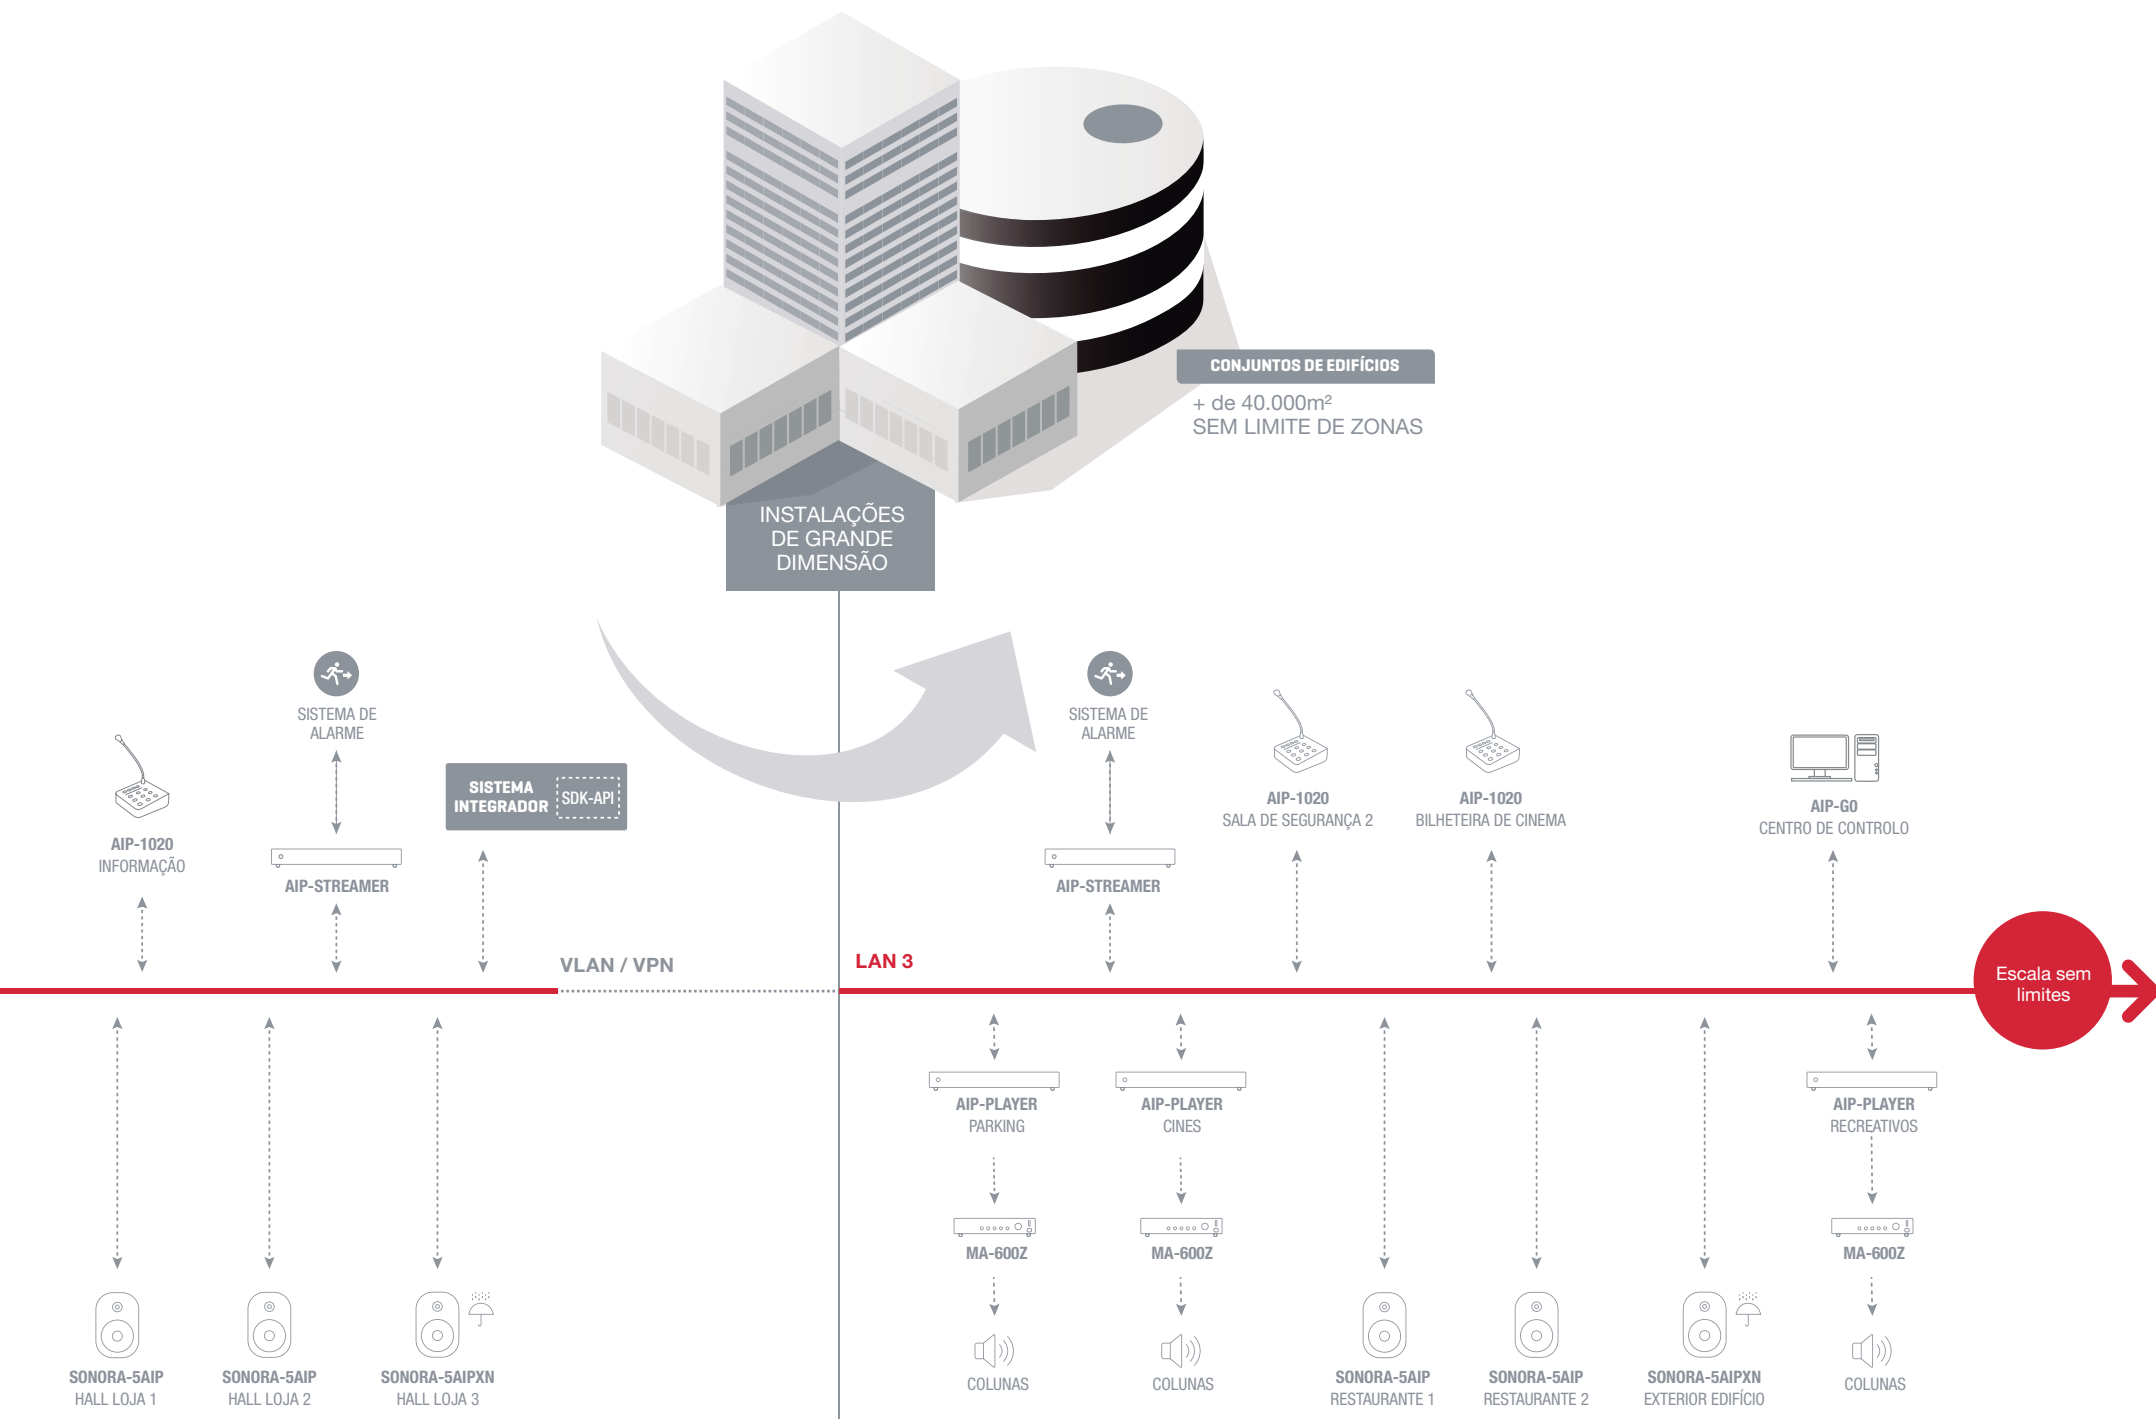 CONJUNTOS DE EDIFÍCIOS
+ de 40.000m²
SEM LIMITE DE ZONAS
INSTALAÇÕES
DE GRANDE
DIMENSÃO
SISTEMA DE
ALARME
SISTEMA
INTEGRADOR
SDK-API
AIP-1020
INFORMAÇÃO
AIP-STREAMER
SISTEMA DE
ALARME
AIP-STREAMER
AIP-1020
SALA DE SEGURANÇA 2
AIP-1020
BILHETEIRA DE CINEMA
AIP-G0
CENTRO DE CONTROLO
VLAN / VPN
LAN 3
Escala sem
limites
AIP-PLAYER
PARKING
AIP-PLAYER
CINES
AIP-PLAYER
RECREATIVOS
MA-600Z
MA-600Z
MA-600Z
SONORA-5AIP
HALL LOJA 1
SONORA-5AIP
HALL LOJA 2
SONORA-5AIPXN
HALL LOJA 3
COLUNAS
COLUNAS
SONORA-5AIP
RESTAURANTE 1
SONORA-5AIP
RESTAURANTE 2
SONORA-5AIPXN
EXTERIOR EDIFÍCIO
COLUNAS